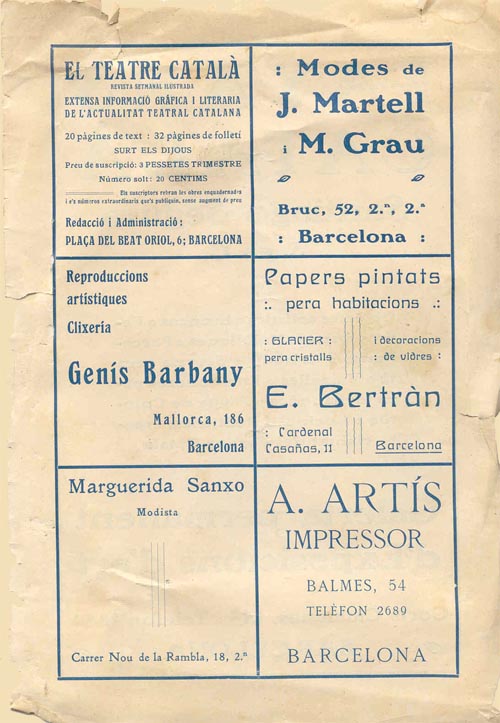 EL TEATRE CATALÀ
REVISTA SETMANAL ILUSTRADA
EXTENSA INFORMACIÓ GRÁFICA I LITERARIA
DE L'ACTUALITAT TEATRAL CATALANA
20 pàgines de text : 32 pàgines de folletí
SURT ELS DIJOUS
Preu de suscripció: 3 PESSETES TRIMESTRE
Número solt: 20 CENTIMS
Els suscriptors rebran les obres enquadernades
i e's números extraordinaris que's publiquin, sense augment de preu
Redacció i Administració:
PLAÇA DEL BEAT ORIOL, 6; BARCELONA
: Modes de
J. Martell
i M. Grau
Bruc, 52, 2.ⁿ, 2.ª
: Barcelona :
Reproduccions
artístiques
Clixería
Genís Barbany
Mallorca, 186
Barcelona
Papers pintats
:. pera habitacions .:
: GLACIER :
pera cristalls
i decoracions
: de vidres :
E. Bertràn
: Cardenal
Casañas, 11
Barcelona
Marguerida Sanxo
Modista
Carrer Nou de la Rambla, 18, 2.ⁿ
A. ARTÍS
IMPRESSOR
BALMES, 54
TELÈFON 2689
BARCELONA